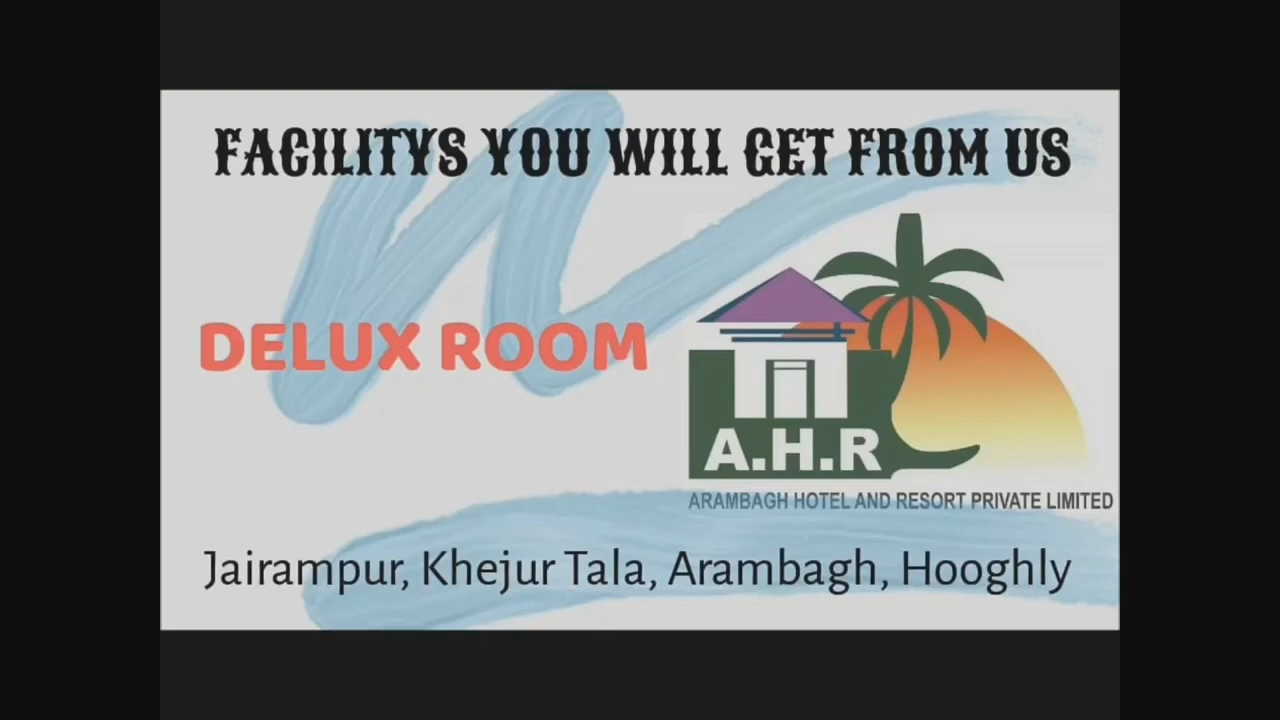 FACILITYS YOU WILL GET FROM US
DELUX ROOM
A.H.R
ARAMBAGH HOTEL AND RESORT PRIVATE LIMITED
Jairampur, Khejur Tala, Arambagh, Hooghly